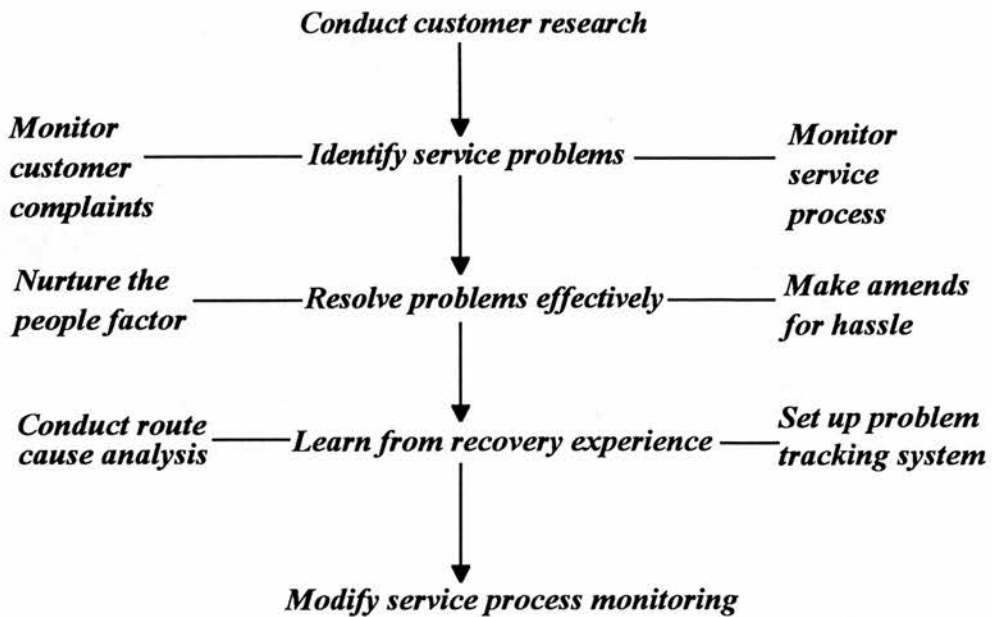 Conduct customer research
Monitor
customer
complaints
Identify service problems
Monitor
service
process
Nurture the
people factor
Resolve problems effectively
Make amends
for hassle
Conduct route
cause analysis
Learn from recovery experience
Set up problem
tracking system
Modify service process monitoring